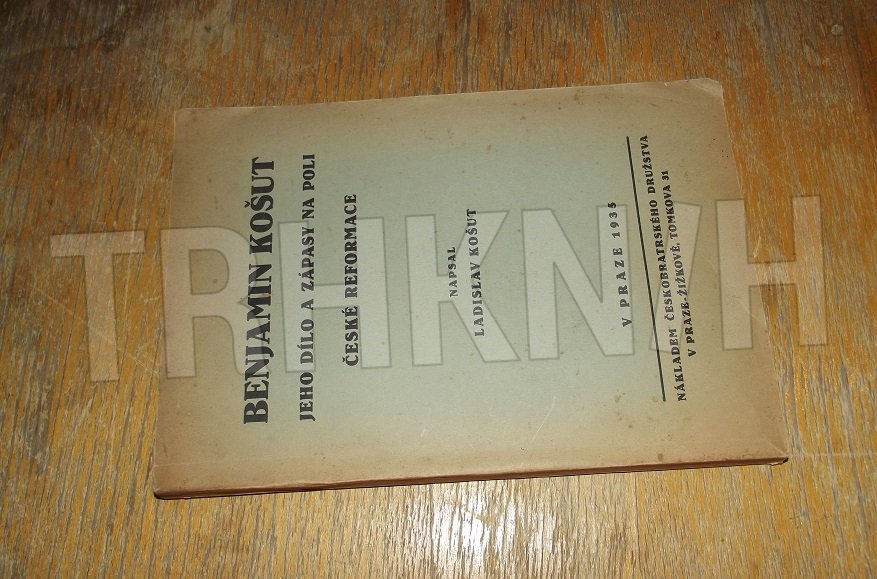 BENJAMIN KOŠUT
JEHO DÍLO A ZÁPASY NA POLI
ČESKÉ REFORMACE
NAPSAL
LADISLAV KOŠUT
V PRAZE 1935
NÁKLADEM ČESKOBRATRSKÉHO DRUŽSTVA
V PRAZE-ŽIŽKOVĚ, TOMKOVA 31
TRHKNIH